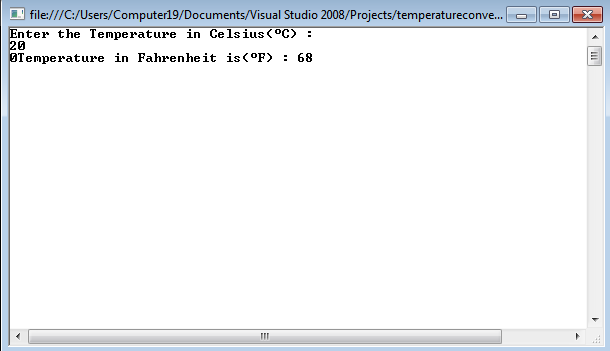 file:///C:/Users/Computer19/Documents/Visual Studio 2008/Projects/temperatureconve...
Enter the Temperature in Celsius(ºC) :
20
0Temperature in Fahrenheit is(ºF) : 68